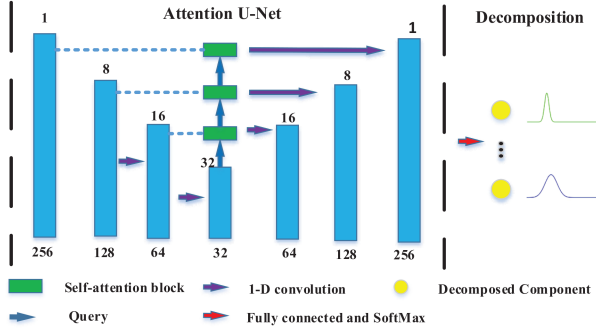 Attention U-Net
Decomposition
1
1
8
8
16
16
32
256
128
64
32
64
128
256
Self-attention block
1-D convolution
Decomposed Component
Query
Fully connected and SoftMax